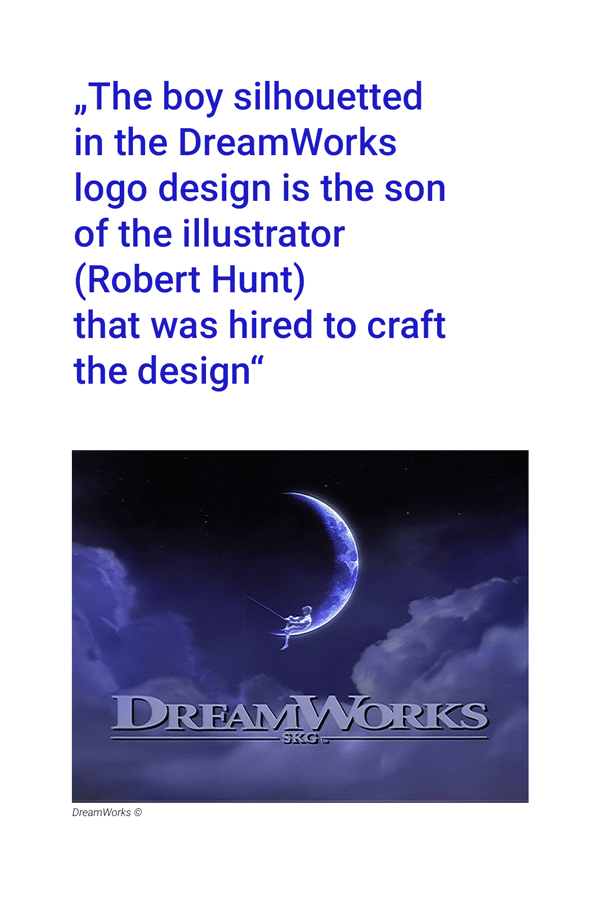 „The boy silhouetted
in the DreamWorks
logo design is the son
of the illustrator
(Robert Hunt)
that was hired to craft
the design“
DREAMWORKS
SKG
DreamWorks ©